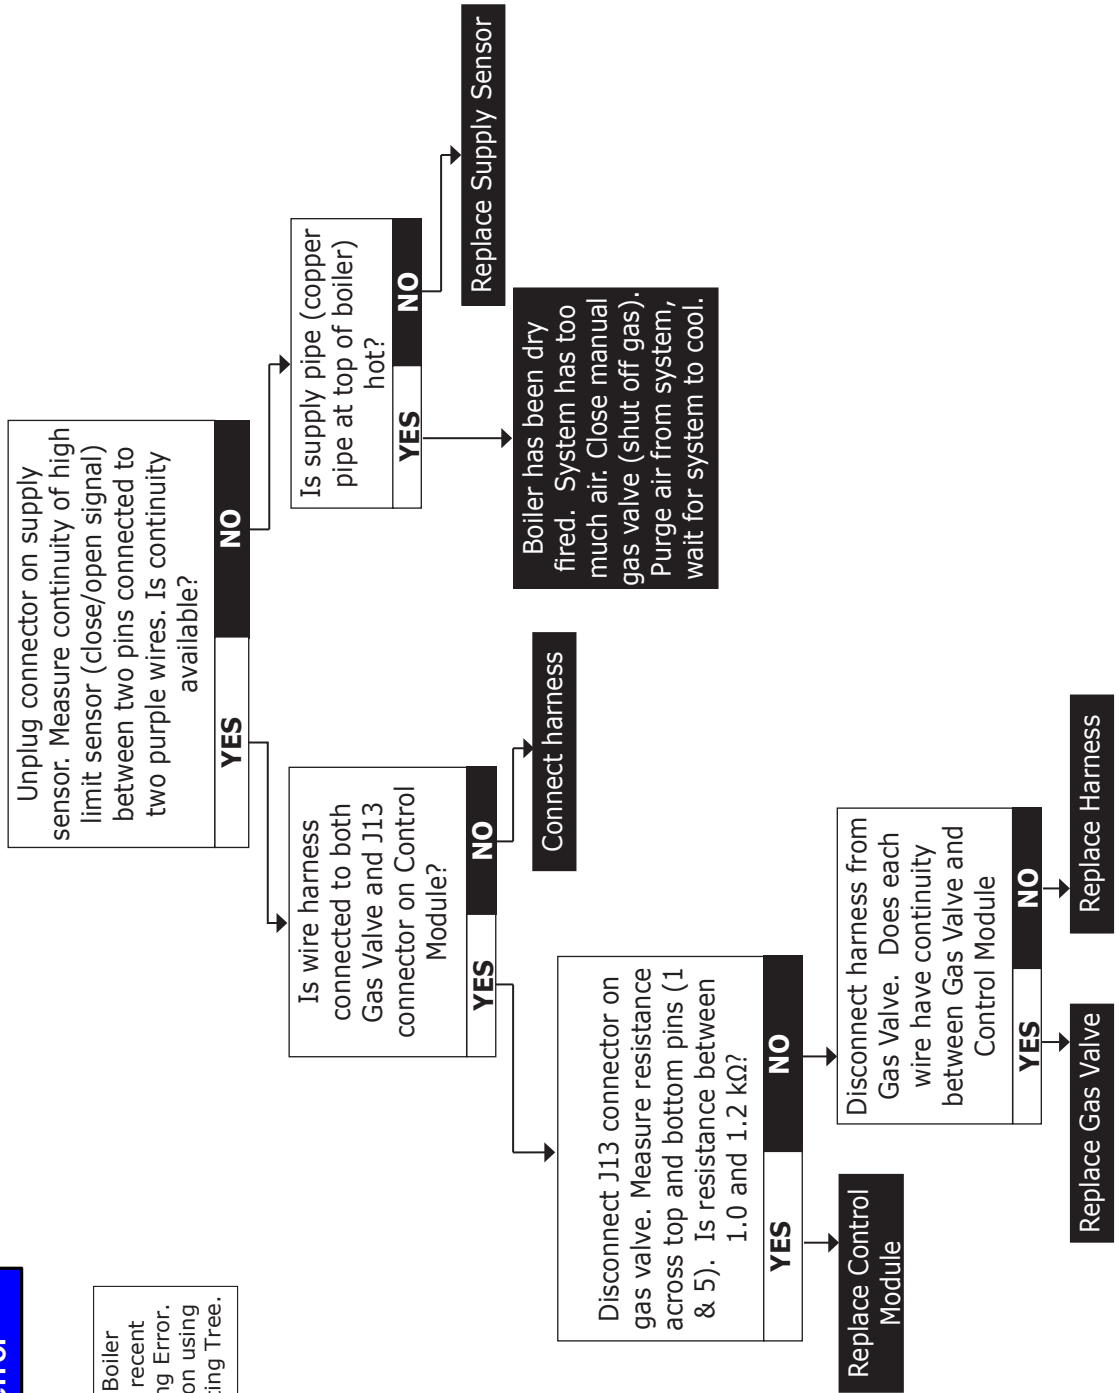 Unplug connector on supply
sensor. Measure continuity of high
limit sensor (close/open signal)
between two pins connected to
two purple wires. Is continuity
available?
YES
NO
Is supply pipe (copper
pipe at top of boiler)
hot?
YES
NO
Replace Supply Sensor
Boiler has been dry
fired. System has too
much air. Close manual
gas valve (shut off gas).
Purge air from system,
wait for system to cool.
Is wire harness
connected to both
Gas Valve and J13
connector on Control
Module?
YES
NO
Connect harness
Disconnect J13 connector on
gas valve. Measure resistance
across top and bottom pins (1
& 5). Is resistance between
1.0 and 1.2 kΩ?
YES
NO
Replace Control
Module
Disconnect harness from
Gas Valve. Does each
wire have continuity
between Gas Valve and
Control Module
YES
NO
Replace Gas Valve
Replace Harness
Boiler
recent
Error.
on using
Tree.